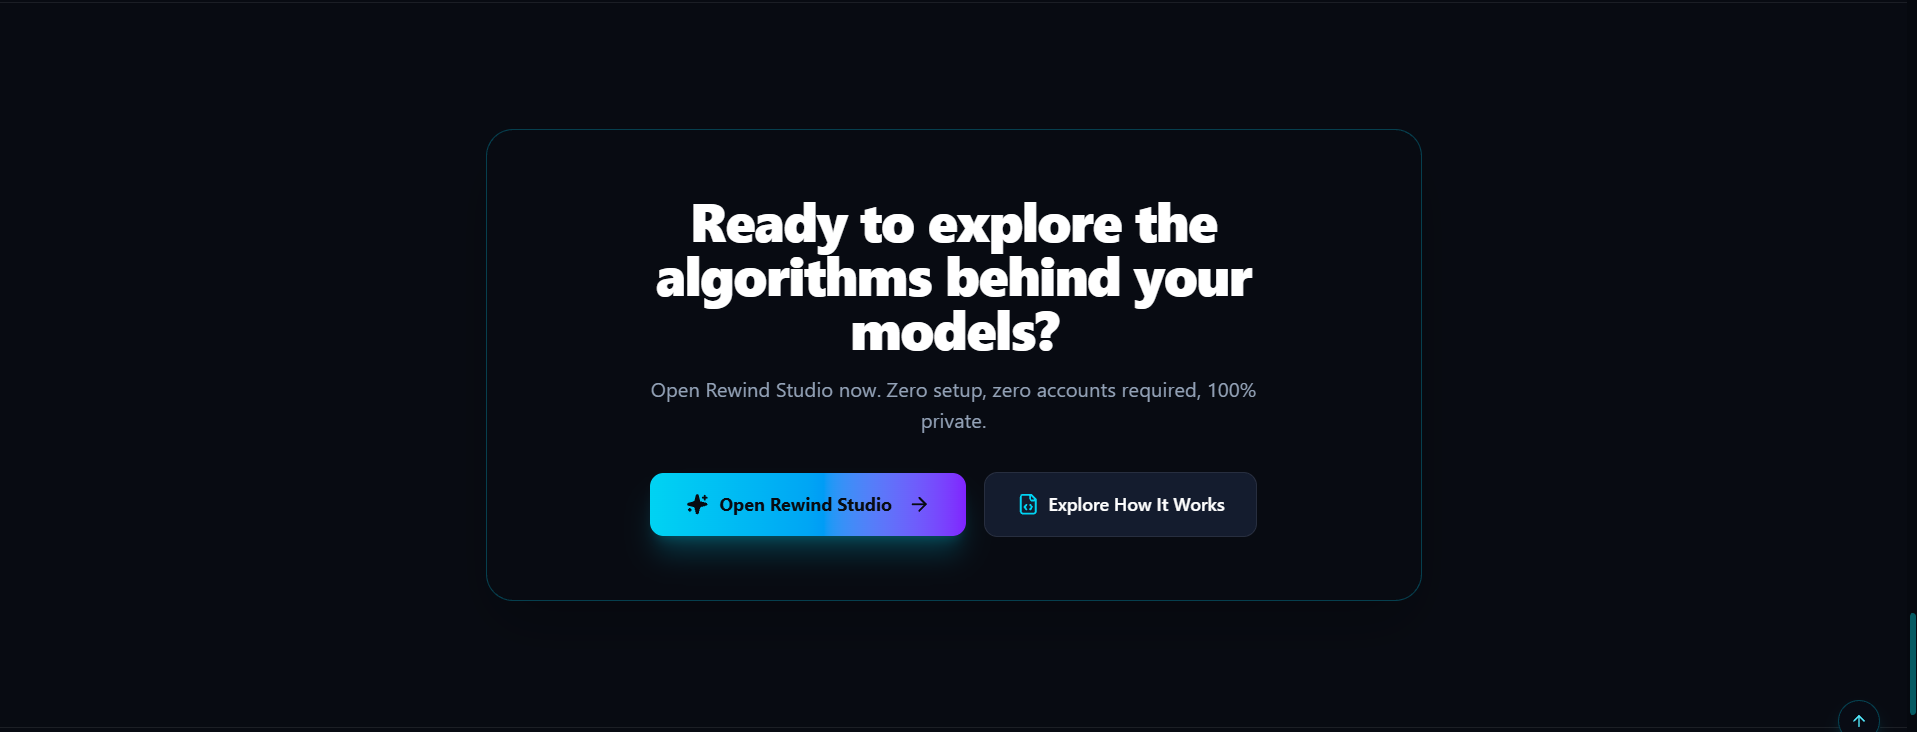 Ready to explore the
algorithms behind your
models?
Open Rewind Studio now. Zero setup, zero accounts required, 100%
private.
Open Rewind Studio
Explore How It Works